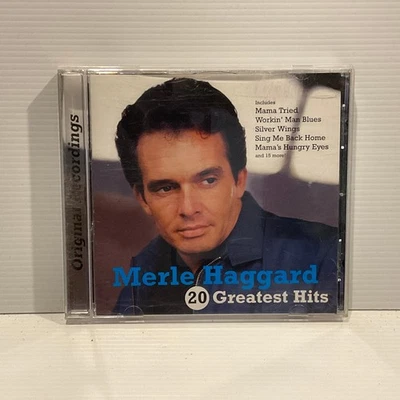 Original Recordings
Includes
Mama Tried
Workin' Man Blues
Silver Wings
Sing Me Back Home
Mama's Hungry Eyes
and 15 more!
Merle Haggard
20 Greatest Hits